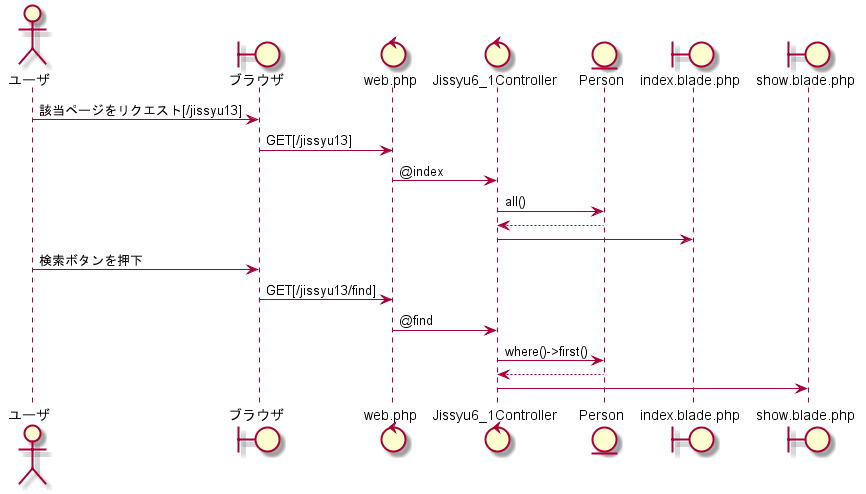 ユーザ
ブラウザ
web.php
Jissyu6_1Controller
Person
index.blade.php
show.blade.php
該当ページをリクエスト[/jissyu13]
GET[/jissyu13]
@index
all()
検索ボタンを押下
GET[/jissyu13/find]
@find
where()->first()
ユーザ
ブラウザ
web.php
Jissyu6_1Controller
Person
index.blade.php
show.blade.php